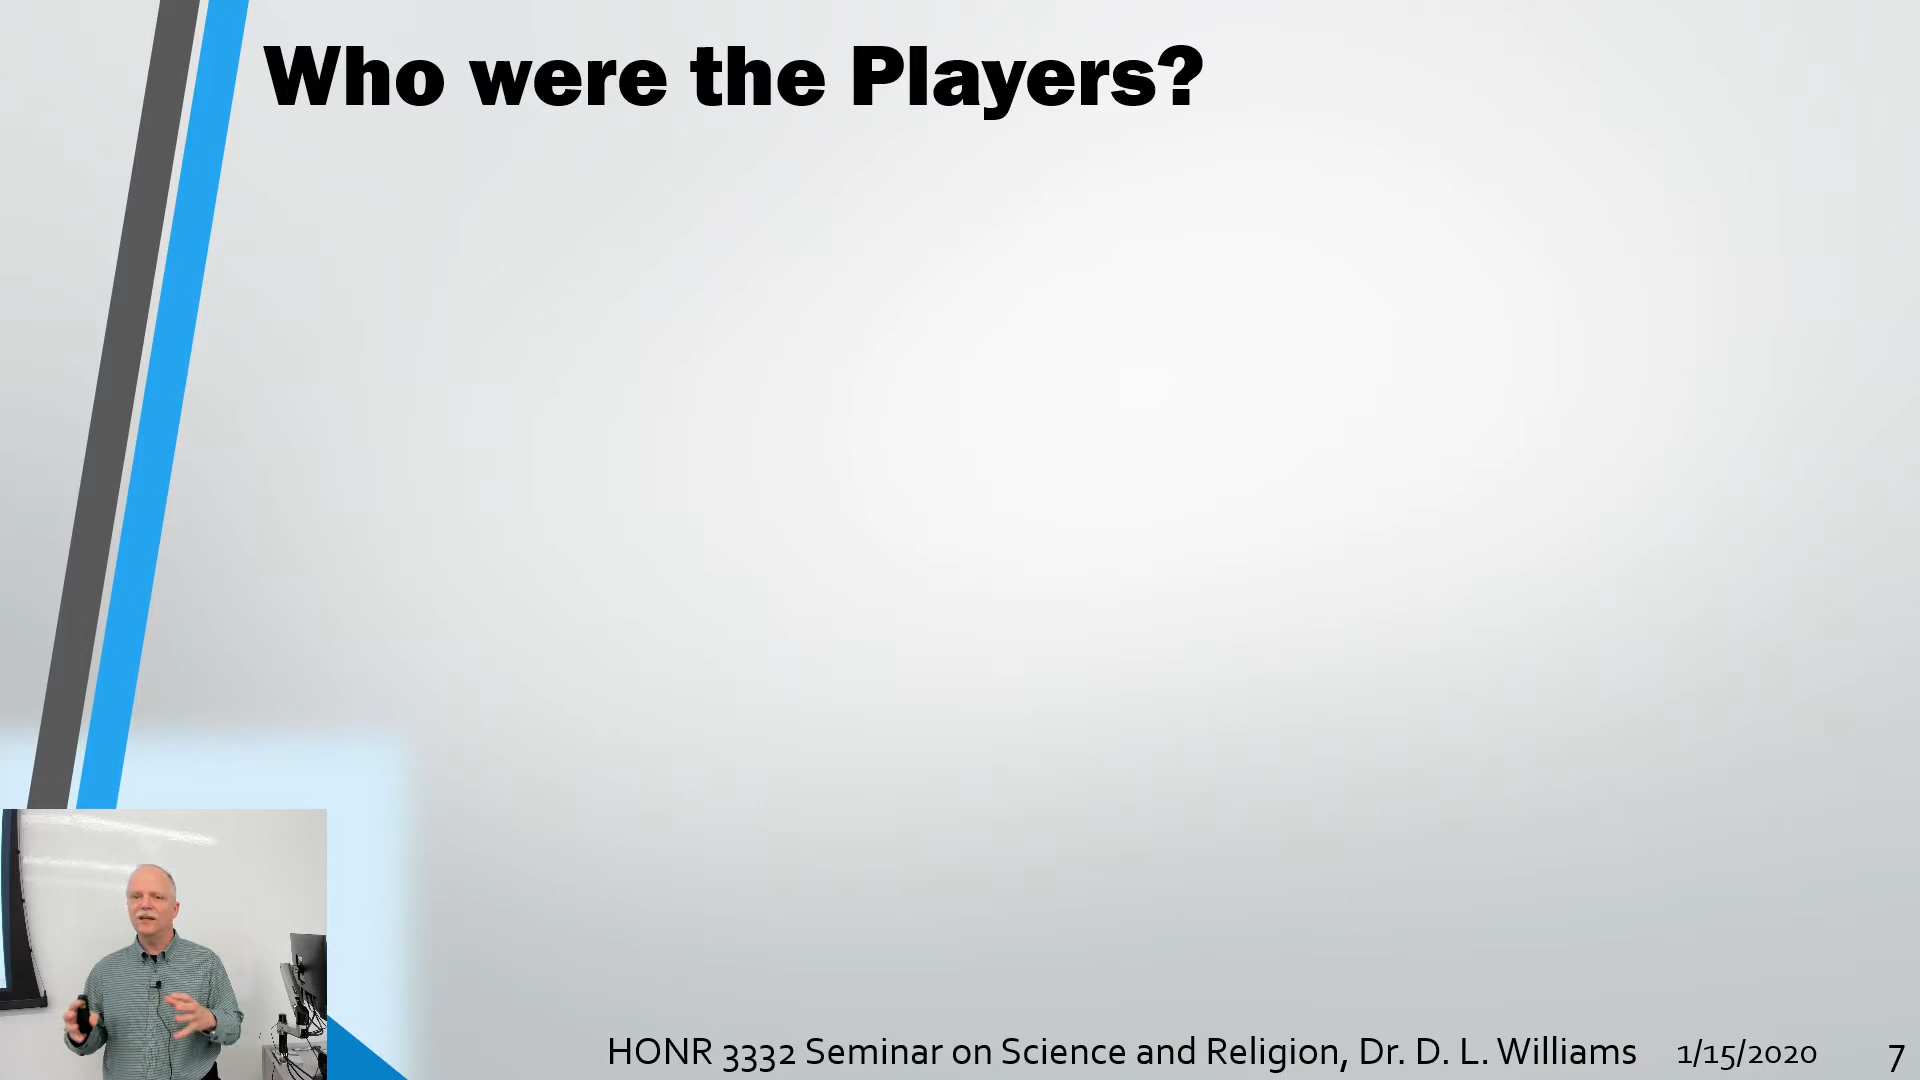 Who were the Players?
HONR 3332 Seminar on Science and Religion, Dr. D. L. Williams 1/15/2020 7